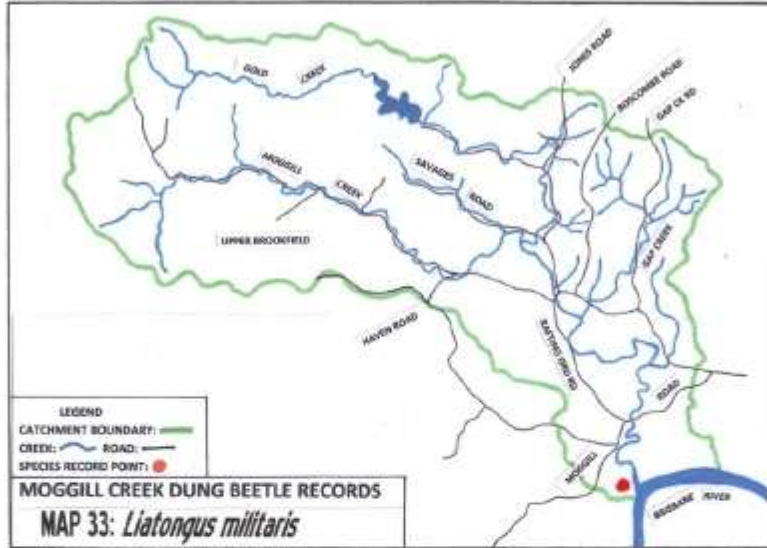 GOLD CREEK
JONES ROAD
BOSCOMBE ROAD
GAP CK RD
MOGGILL CREEK
SAVAGES ROAD
UPPER BROOKFIELD
GAP CREEK
HAVEN ROAD
RAFTING GRD RD
MOGGILL ROAD
BRISBANE RIVER
LEGEND
CATCHMENT BOUNDARY:
CREEK: ROAD:
SPECIES RECORD POINT:
MOGGILL CREEK DUNG BEETLE RECORDS
MAP 33: Liatongus militaris